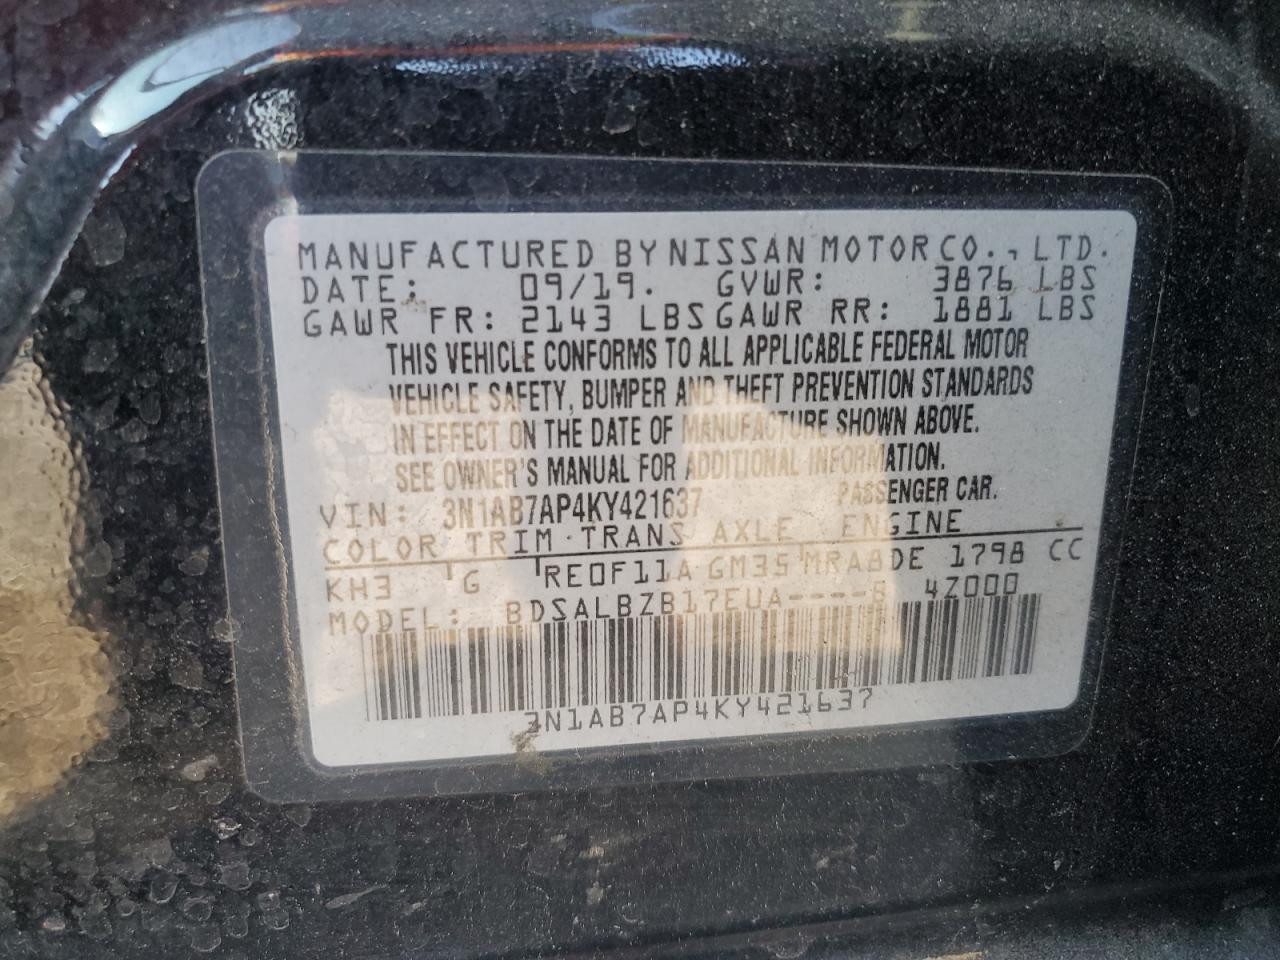 MANUFACTURED BY NISSAN MOTOR CO., LTD.
DATE: 09/19. GVWR: 3876 LBS
GAWR FR: 2143 LBS GAWR RR: 1881 LBS
THIS VEHICLE CONFORMS TO ALL APPLICABLE FEDERAL MOTOR
VEHICLE SAFETY, BUMPER AND THEFT PREVENTION STANDARDS
IN EFFECT ON THE DATE OF MANUFACTURE SHOWN ABOVE.
SEE OWNER'S MANUAL FOR ADDITIONAL INFORMATION.
VIN: 3N1AB7AP4KY421637 PASSENGER CAR.
COLOR TRIM TRANS AXLE ENGINE
KH3 G RE0F11A GM35 MRA8DE 1798 CC
MODEL: BDSALBZB17EUA----B 4Z000
3N1AB7AP4KY421637